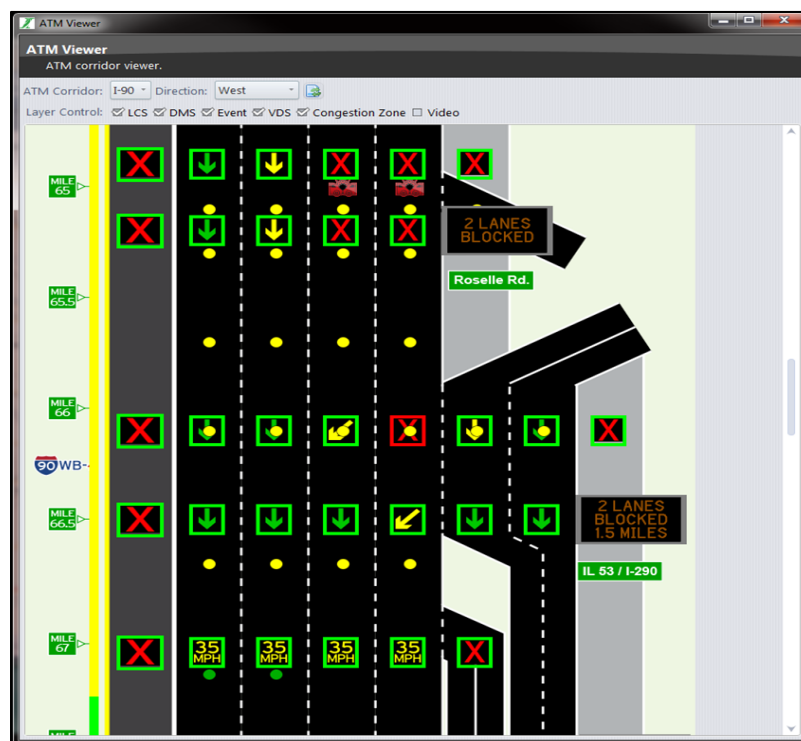 ATM Viewer
ATM Viewer
ATM corridor viewer.
ATM Corridor: I-90 Direction: West
Layer Control: LCS DMS Event VDS Congestion Zone Video
X X X X
MILE
65
X X X
2 LANES
BLOCKED
Roselle Rd.
MILE
65.5
MILE
66
X X X
90 WB-
MILE
66.5
X
2 LANES
BLOCKED
1.5 MILES
IL 53 / I-290
MILE
67
X 35 35 35 35 X
MPH MPH MPH MPH
MILE